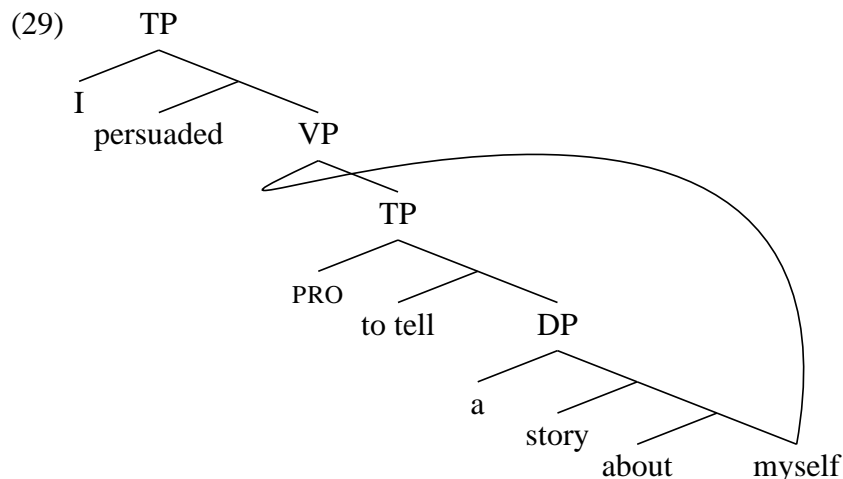 (29) TP
I
persuaded VP
TP
PRO
to tell DP
a
story
about myself